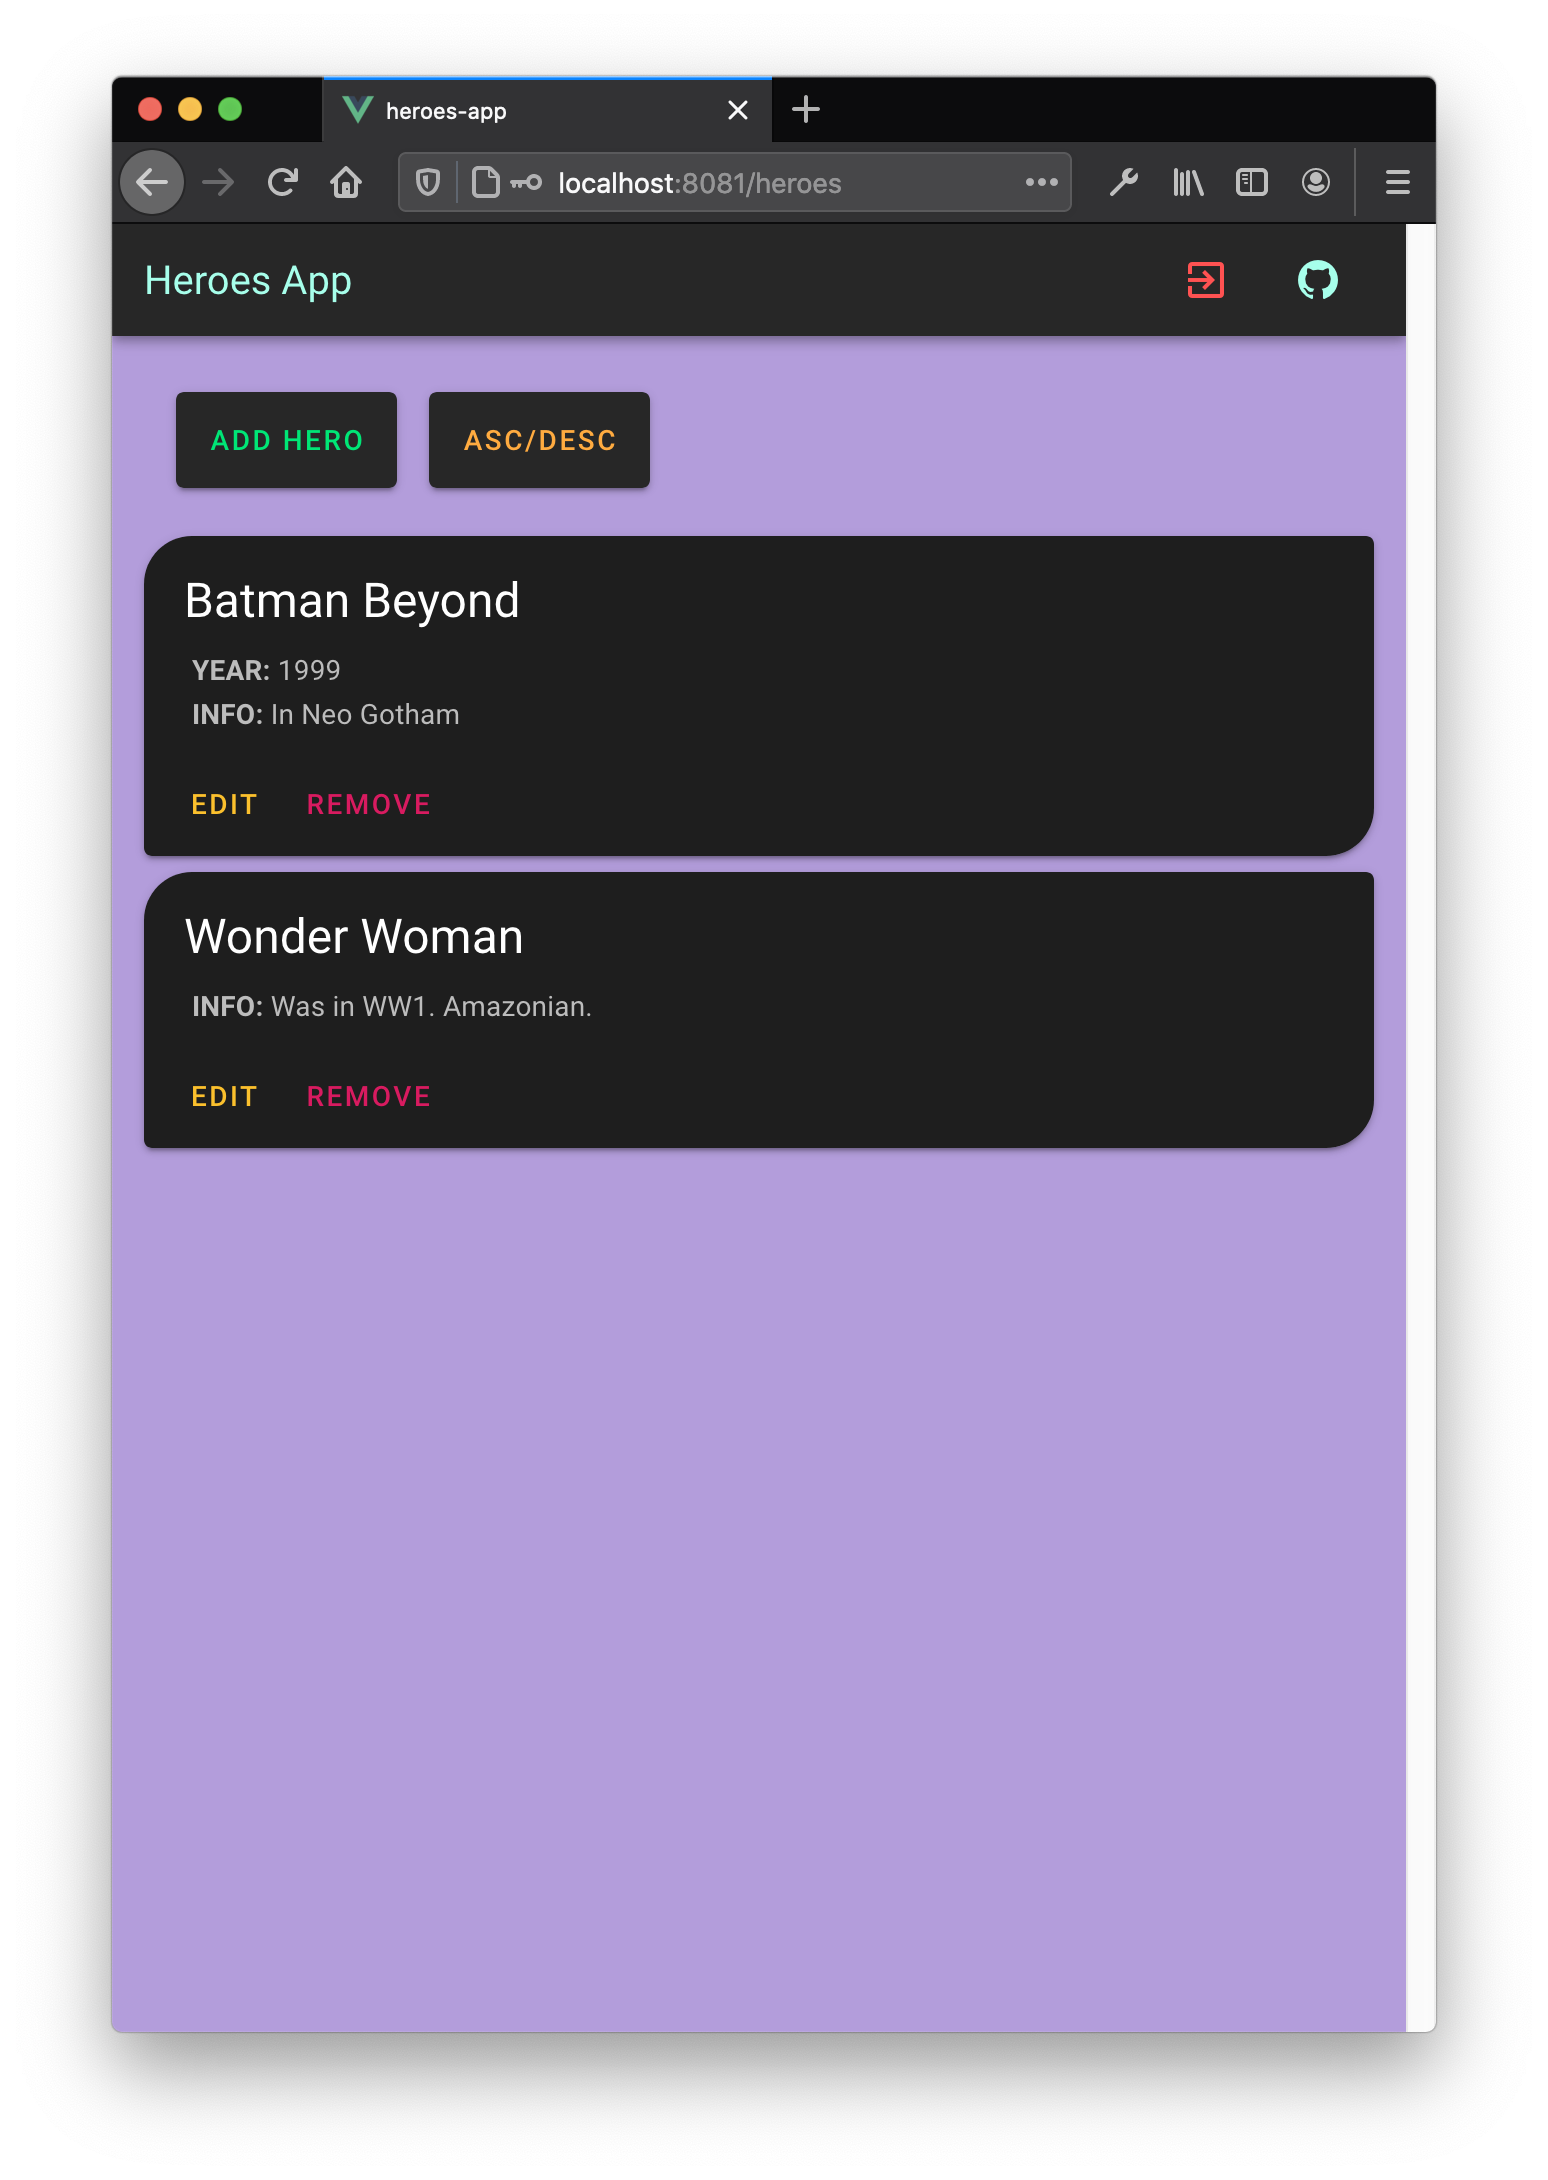 heroes-app
localhost:8081/heroes
Heroes App
ADD HERO ASC/DESC
Batman Beyond
YEAR: 1999
INFO: In Neo Gotham
EDIT REMOVE
Wonder Woman
INFO: Was in WW1. Amazonian.
EDIT REMOVE